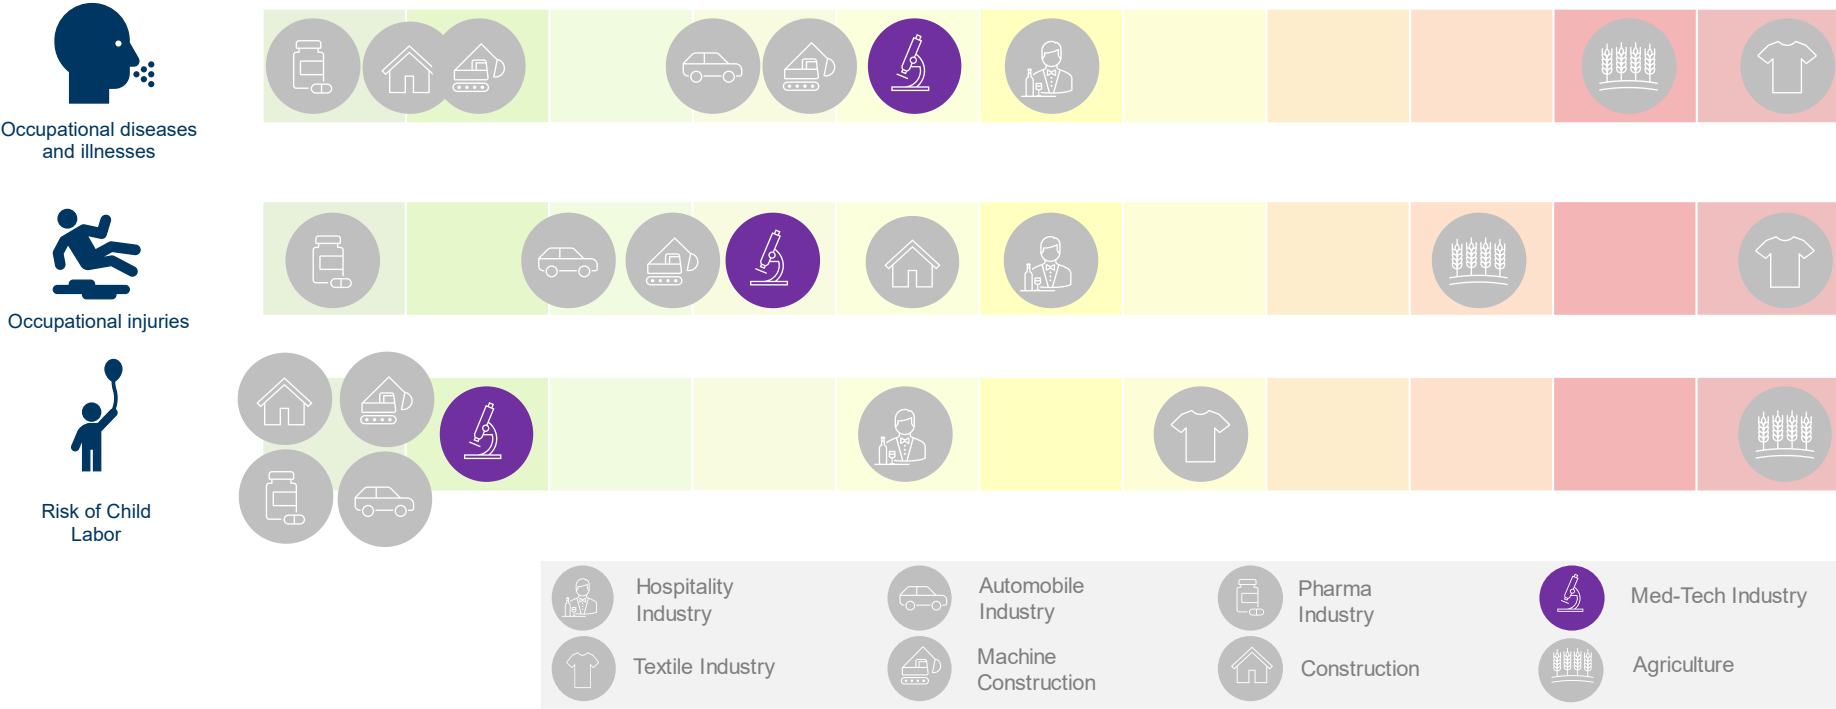 Occupational diseases
and illnesses
Occupational injuries
Risk of Child
Labor
Hospitality
Industry
Automobile
Industry
Pharma
Industry
Med-Tech Industry
Textile Industry
Machine
Construction
Construction
Agriculture